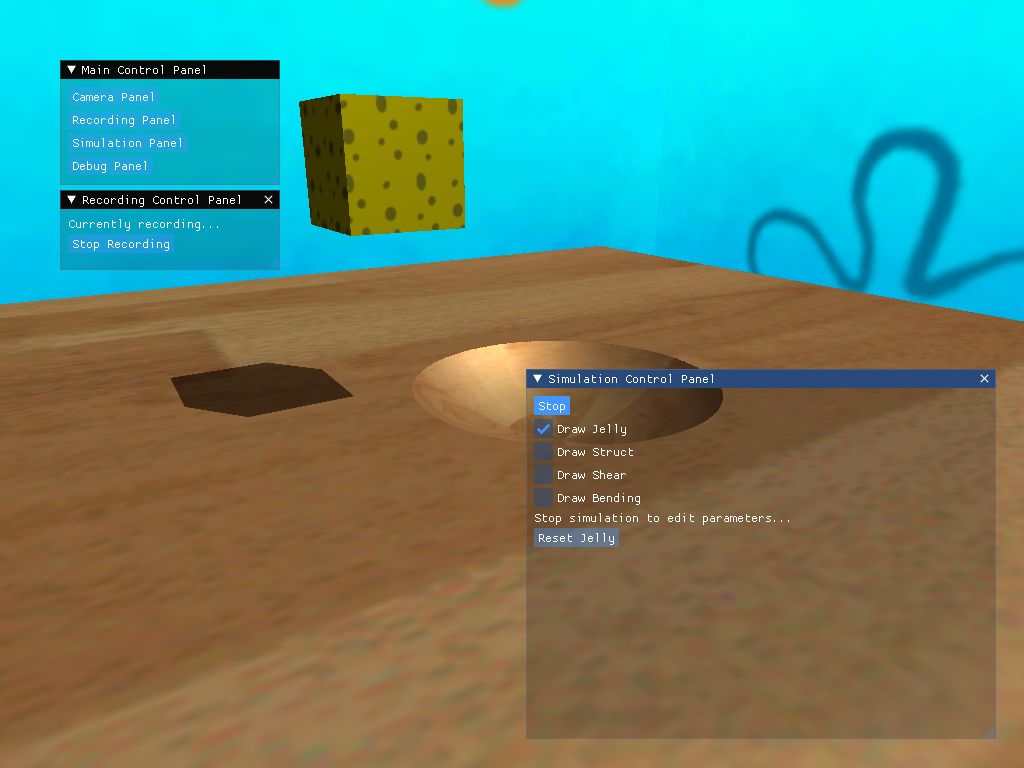 Main Control Panel
Camera Panel
Recording Panel
Simulation Panel
Debug Panel
Recording Control Panel
Currently recording...
Stop Recording
Simulation Control Panel
Stop
Draw Jelly
Draw Struct
Draw Shear
Draw Bending
Stop simulation to edit parameters...
Reset Jelly